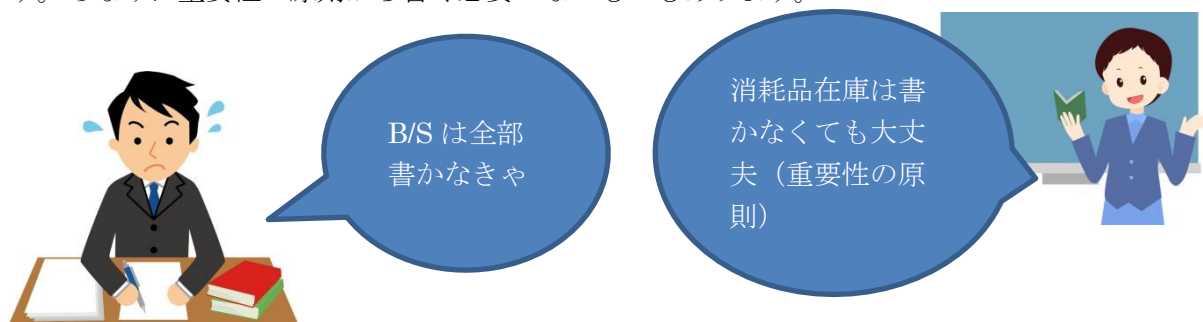 B/S は全部
書かなきゃ
消耗品在庫は書
かなくても大丈
夫（重要性の原
則）